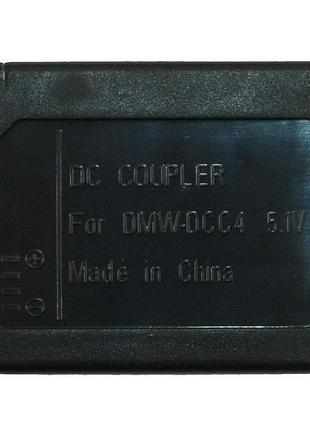 DC COUPLER
For DMW-DCC4 5.1V
Made in China